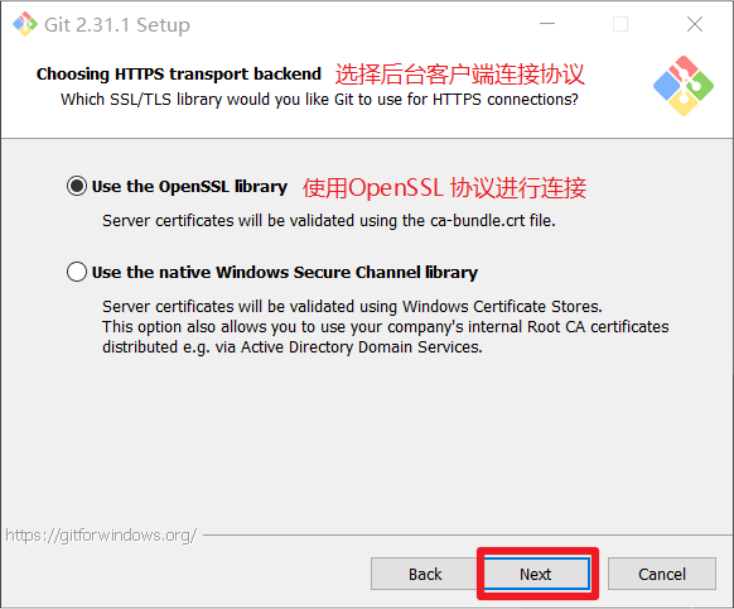 Git 2.31.1 Setup
Choosing HTTPS transport backend 选择后台客户端连接协议
Which SSL/TLS library would you like Git to use for HTTPS connections?
Use the OpenSSL library 使用OpenSSL 协议进行连接
Server certificates will be validated using the ca-bundle.crt file.
Use the native Windows Secure Channel library
Server certificates will be validated using Windows Certificate Stores.
This option also allows you to use your company's internal Root CA certificates
distributed e.g. via Active Directory Domain Services.
https://gitforwindows.org/
Back Next Cancel